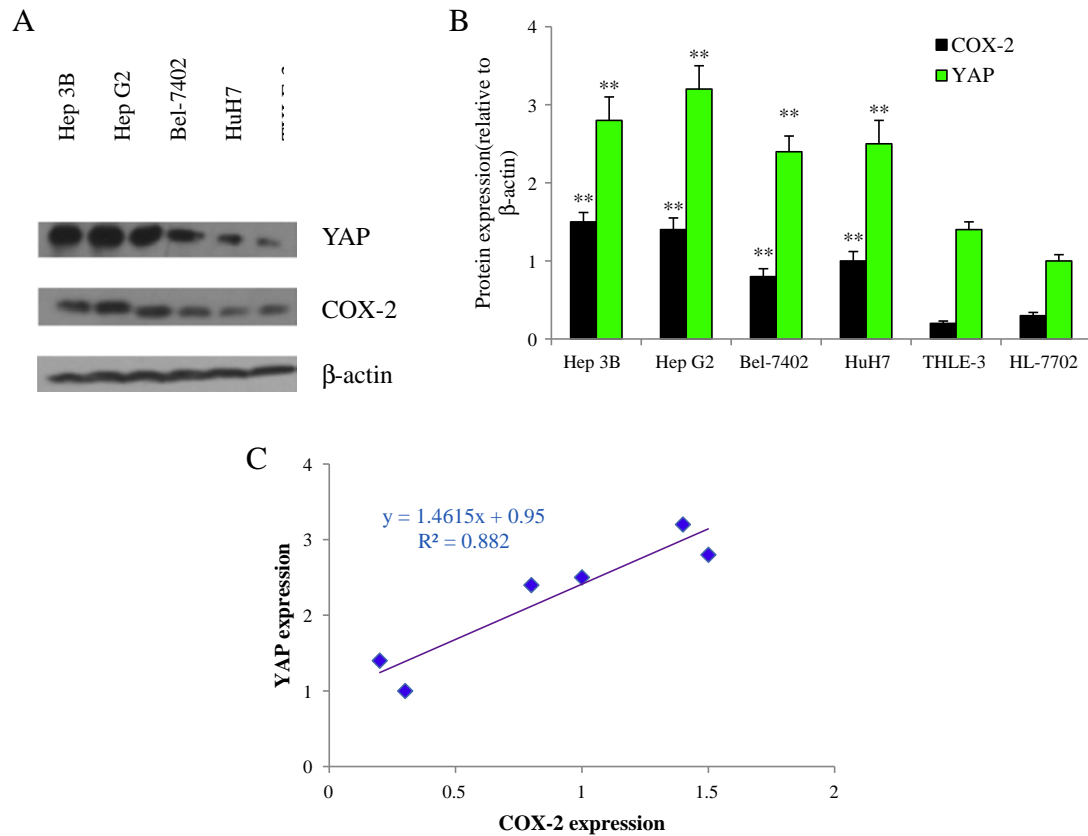 A
Hep 3B
Hep G2
Bel-7402
HuH7
YAP
COX-2
β-actin
B
Protein expression(relative to
β-actin)
4
3
2
1
0
COX-2
YAP
**
**
**
**
**
**
**
**
Hep 3B
Hep G2
Bel-7402
HuH7
THLE-3
HL-7702
C
YAP expression
4
3
2
1
0
y = 1.4615x + 0.95
R² = 0.882
0
0.5
1
1.5
2
COX-2 expression